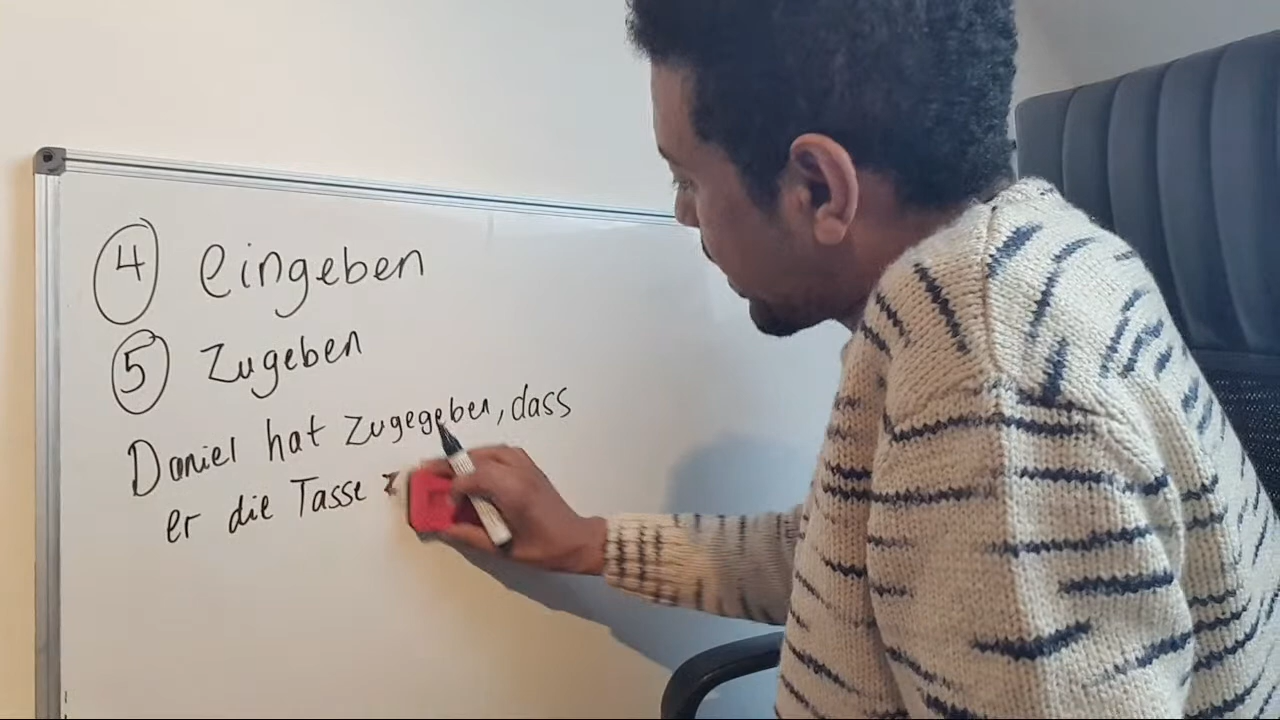 4 eingeben
5 Zugeben
Daniel hat zugegeben, dass
er die Tasse